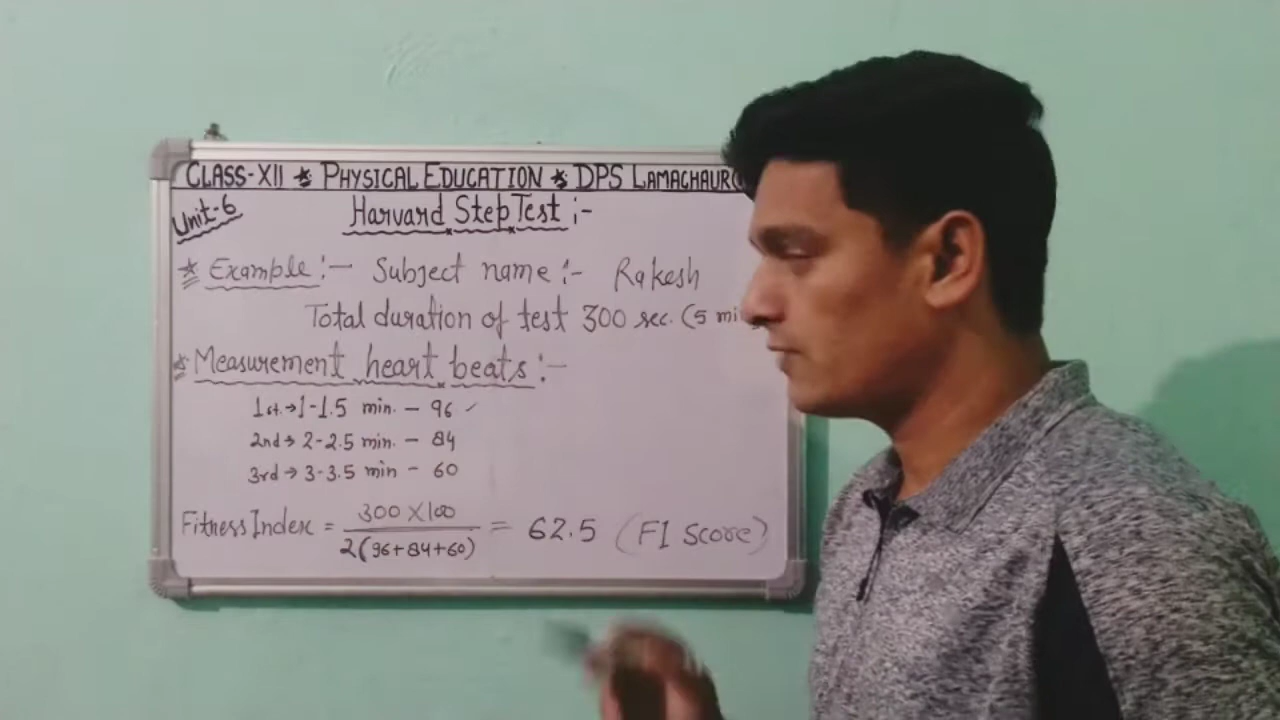 CLASS-XII * PHYSICAL EDUCATION * DPS LAMACHAUR
Unit-6
Harvard Step Test :-
* Example :- Subject name :- Rakesh
Total duration of test 300 sec. (5 mi
* Measurement heart beats :-
1st. → 1-1.5 min. - 96 ✓
2nd → 2-2.5 min. - 84
3rd → 3-3.5 min - 60
Fitness Index = 300 X 100 / 2(96+84+60) = 62.5 (FI Score)